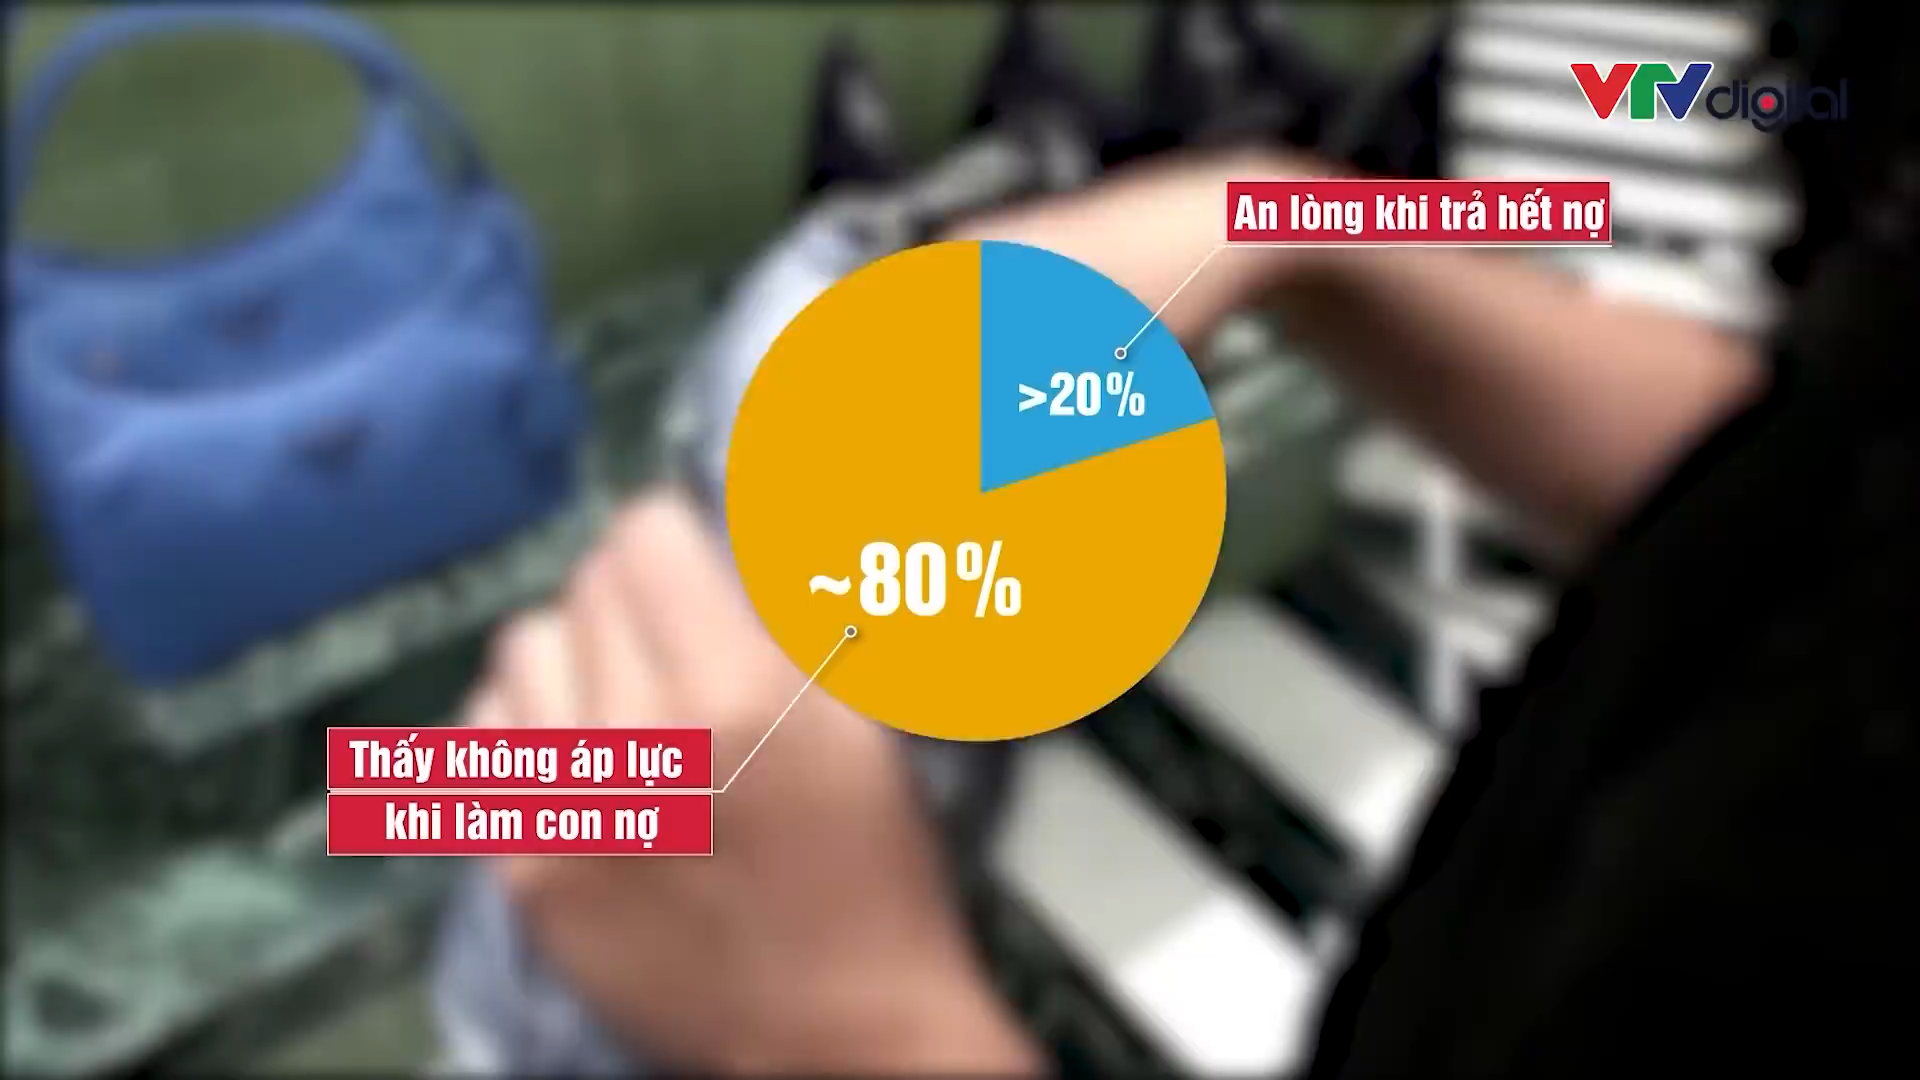 VTV digital
An lòng khi trả hết nợ
>20%
~80%
Thấy không áp lực
khi làm con nợ